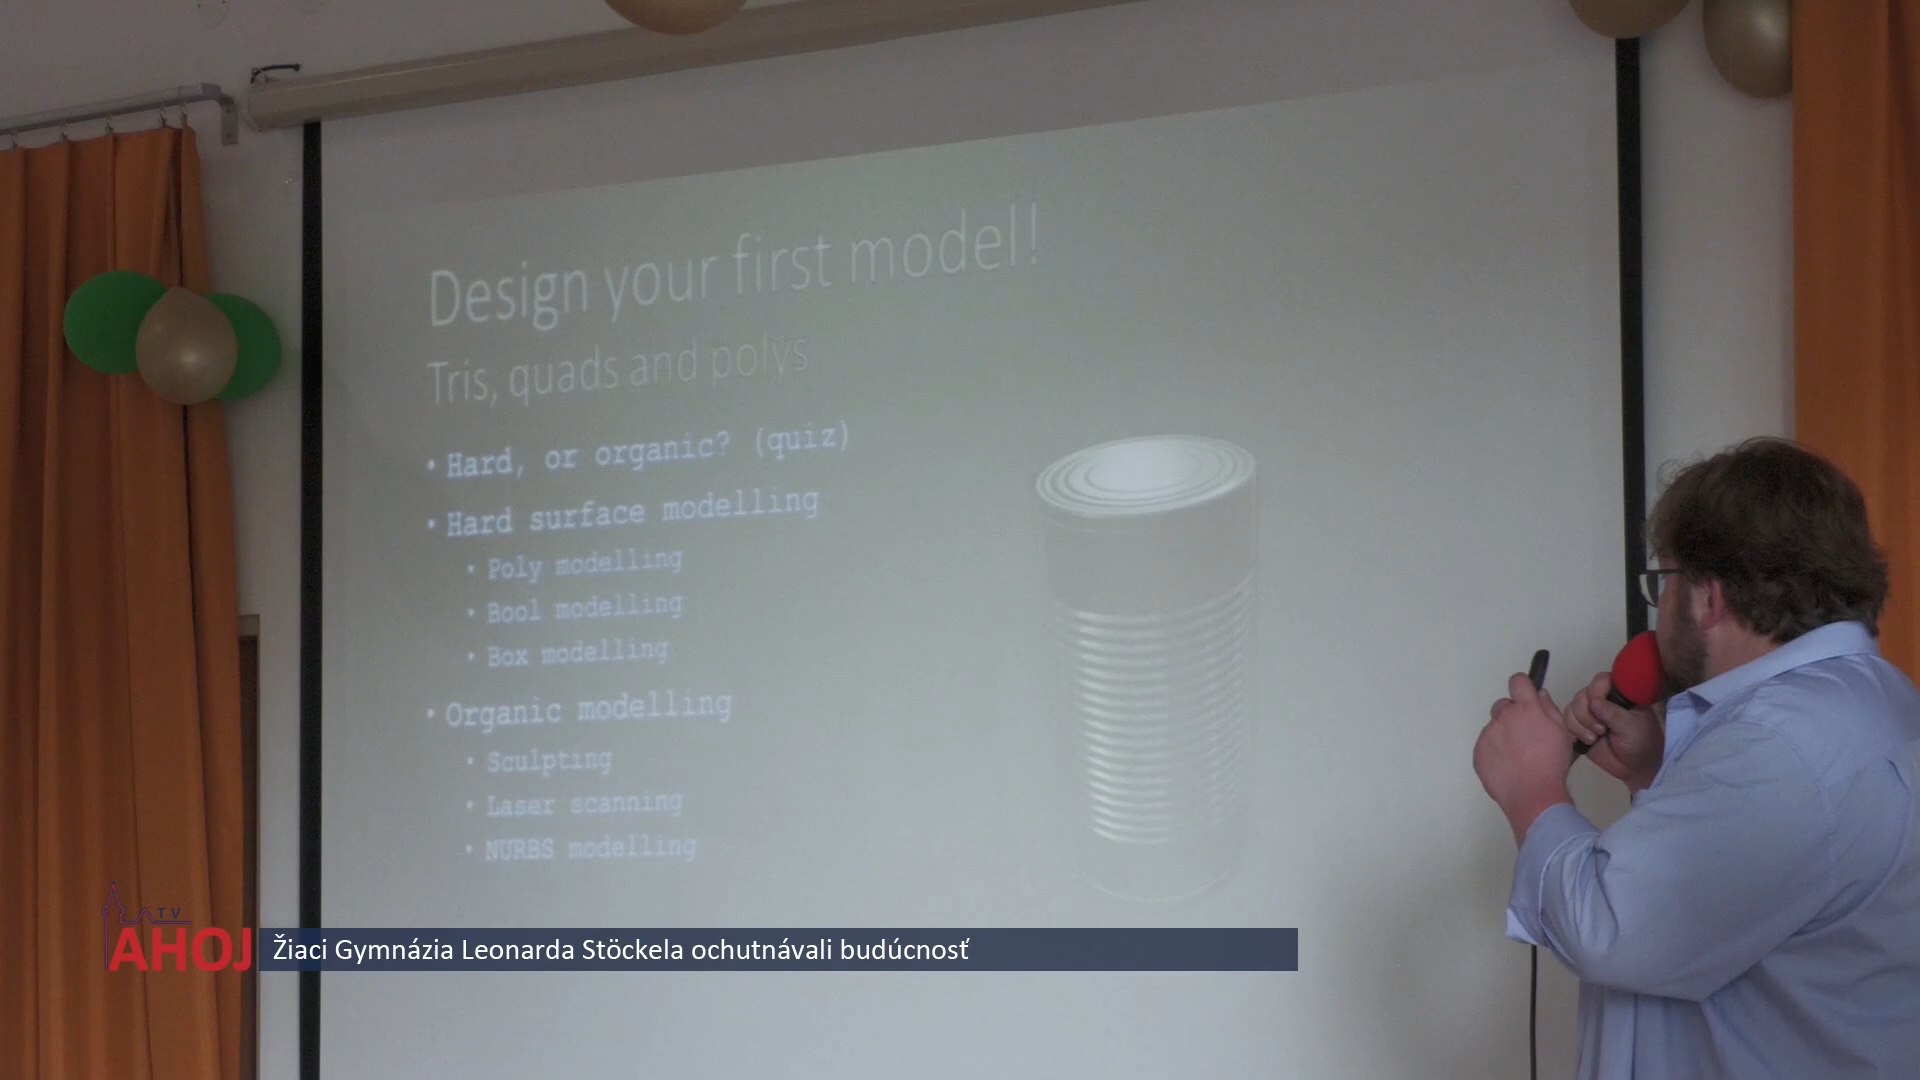 Design your first model!
Tris, quads and polys
• Hard, or organic? (quiz)
• Hard surface modelling
• Poly modelling
• Bool modelling
• Box modelling
• Organic modelling
• Sculpting
• Laser scanning
• NURBS modelling
TV
AHOJ
Žiaci Gymnázia Leonarda Stöckela ochutnávali budúcnosť